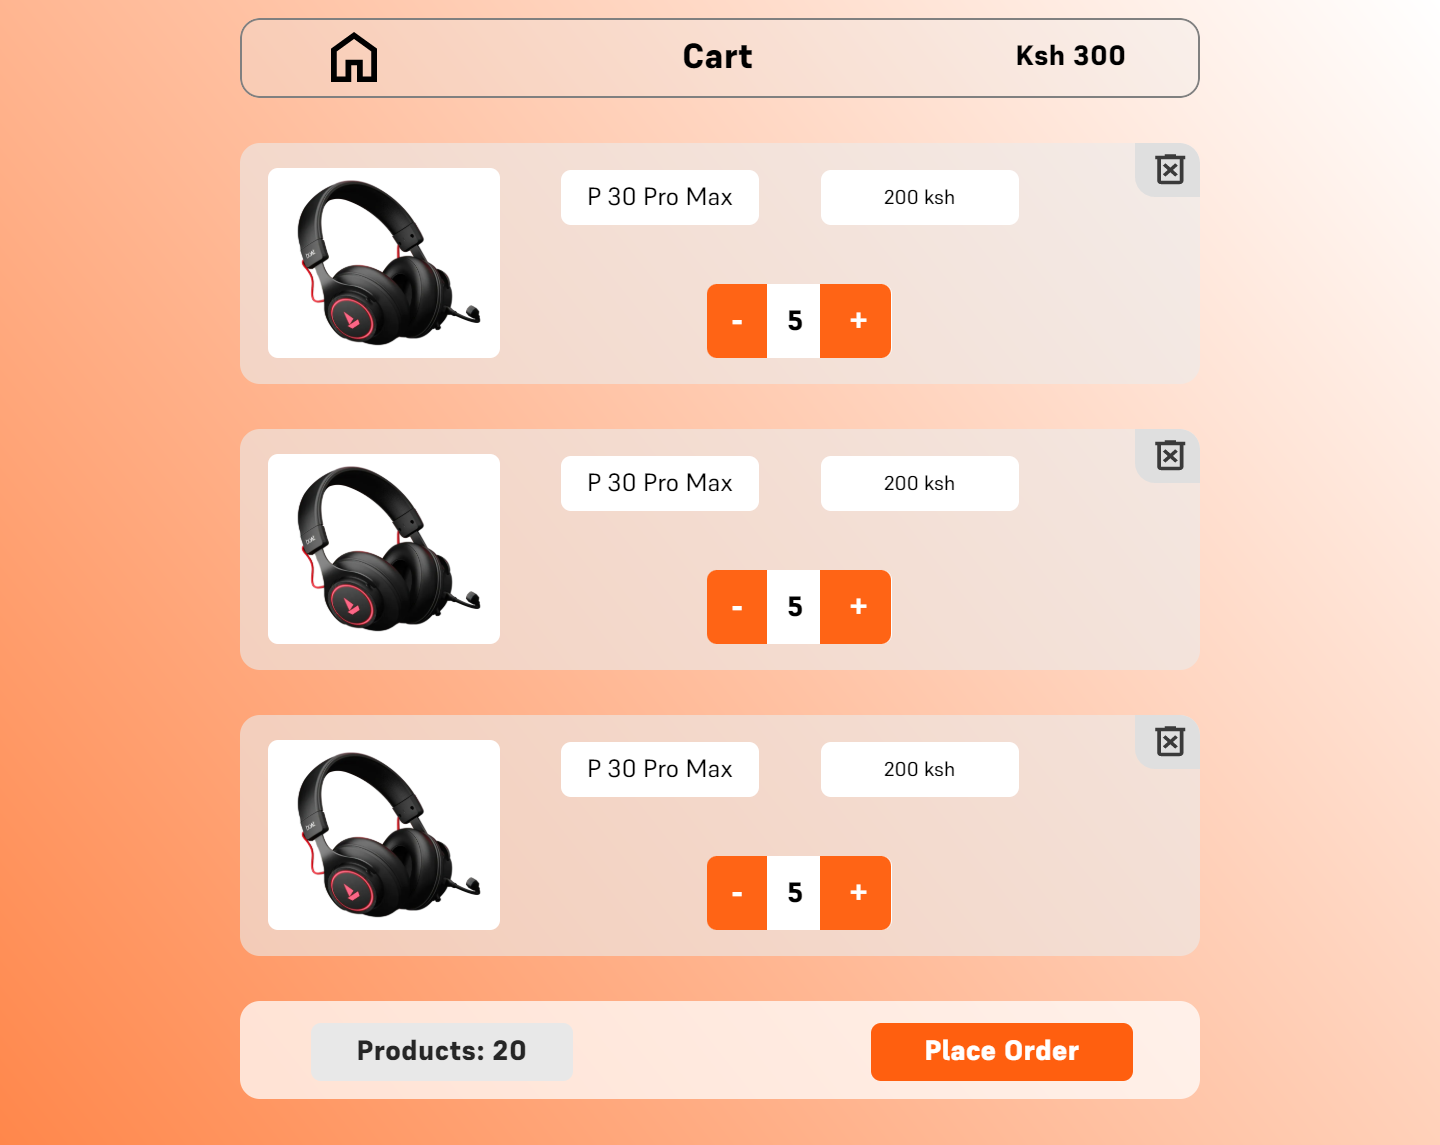 Cart
Ksh 300
P 30 Pro Max
200 ksh
- 5 +
P 30 Pro Max
200 ksh
- 5 +
P 30 Pro Max
200 ksh
- 5 +
Products: 20
Place Order